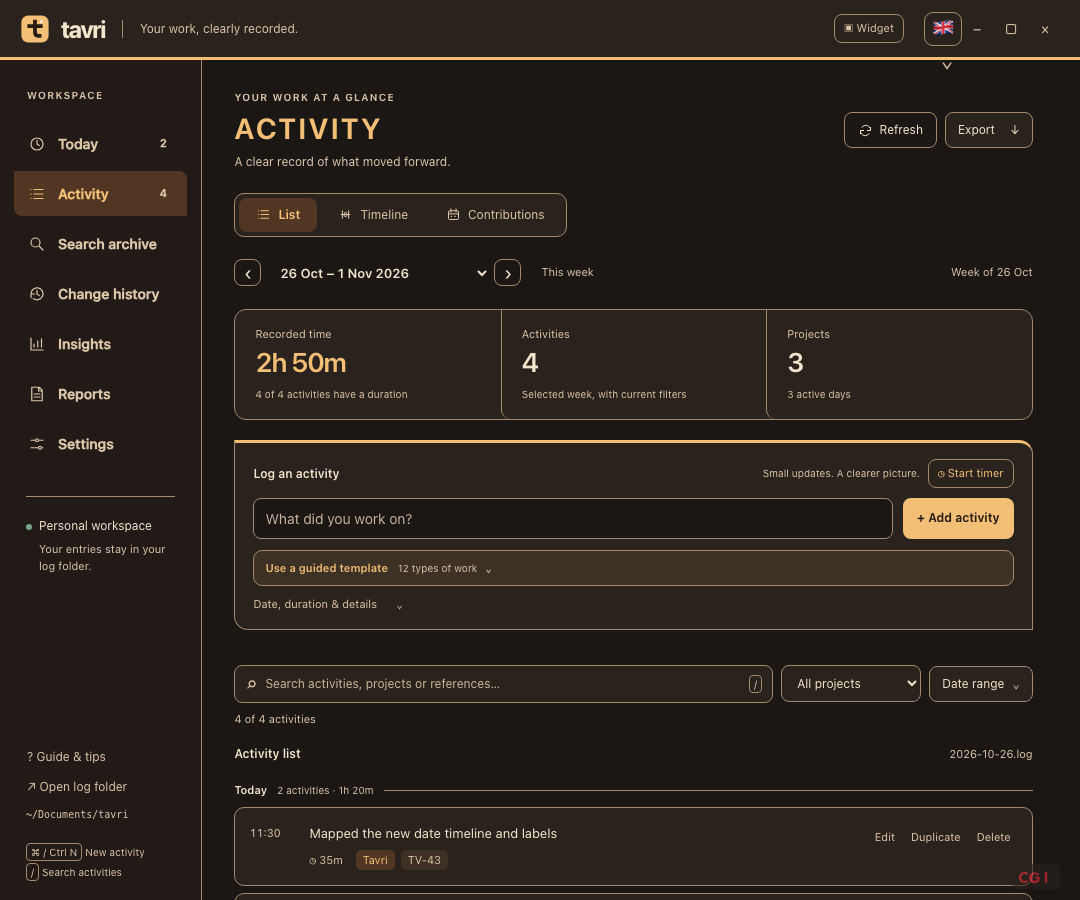 tavri
Your work, clearly recorded.
Widget
WORKSPACE
Today 2
Activity 4
Search archive
Change history
Insights
Reports
Settings
Personal workspace
Your entries stay in your
log folder.
? Guide & tips
↗ Open log folder
~/Documents/tavri
⌘ / Ctrl N New activity
/ Search activities
YOUR WORK AT A GLANCE
ACTIVITY
A clear record of what moved forward.
Refresh
Export ↓
List
Timeline
Contributions
‹ 26 Oct – 1 Nov 2026 › This week
Week of 26 Oct
Recorded time
2h 50m
4 of 4 activities have a duration
Activities
4
Selected week, with current filters
Projects
3
3 active days
Log an activity
Small updates. A clearer picture.
Start timer
What did you work on?
+ Add activity
Use a guided template 12 types of work
Date, duration & details
Search activities, projects or references... /
All projects
Date range
4 of 4 activities
Activity list
2026-10-26.log
Today 2 activities · 1h 20m
11:30 Mapped the new date timeline and labels
35m Tavri TV-43
Edit Duplicate Delete
CGI